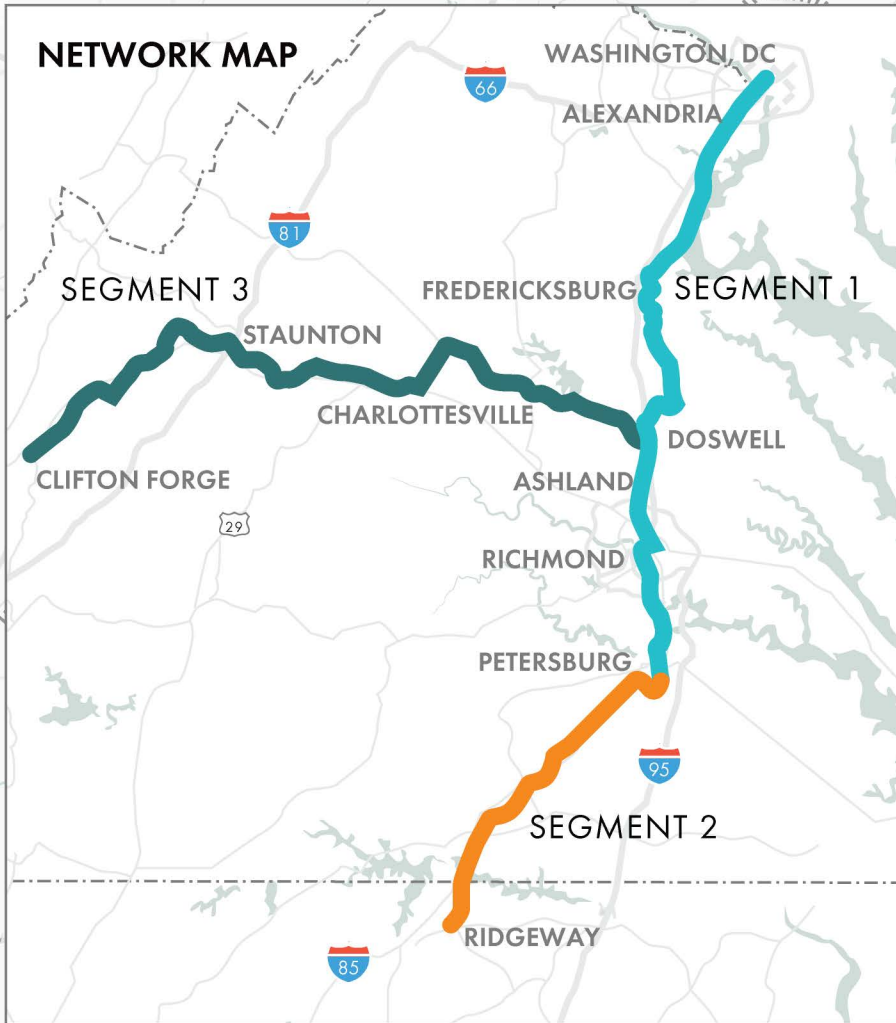 NETWORK MAP
WASHINGTON, DC
66
ALEXANDRIA
81
SEGMENT 3
FREDERICKSBURG
SEGMENT 1
STAUNTON
CHARLOTTESVILLE
DOSWELL
CLIFTON FORGE
ASHLAND
29
RICHMOND
PETERSBURG
95
SEGMENT 2
RIDGEWAY
85